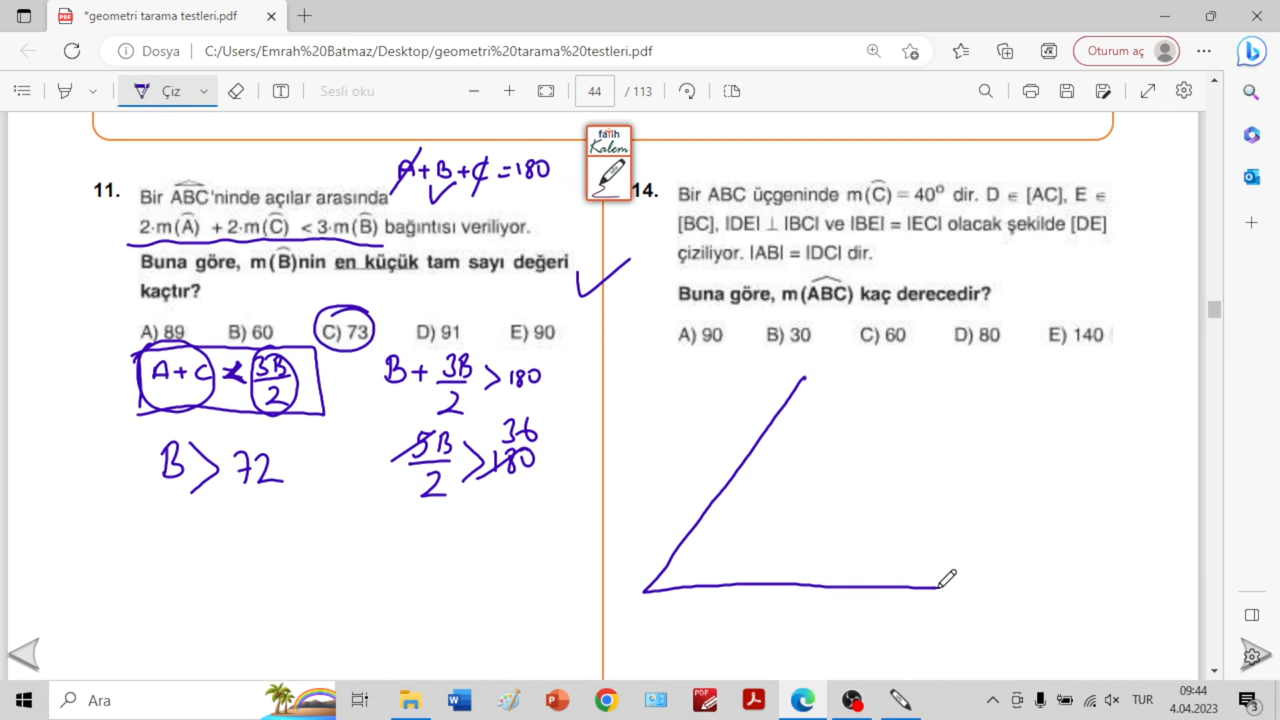 *geometri tarama testleri.pdf
Dosya
C:/Users/Emrah%20Batmaz/Desktop/geometri%20tarama%20testleri.pdf
Oturum aç
Çiz
Sesli oku
44
/ 113
fatih
Kalem
A+B+C=180
11. Bir ABC'ninde açılar arasında
2·m(A) + 2·m(C) < 3·m(B) bağıntısı veriliyor.
Buna göre, m(B)nin en küçük tam sayı değeri
kaçtır?
A) 89 B) 60 C) 73 D) 91 E) 90
A+C < 3B/2
B + 3B/2 > 180
5B/2 > 180
36
B > 72
14. Bir ABC üçgeninde m(C) = 40° dir. D ∈ [AC], E ∈
[BC], |DE| ⊥ |BC| ve |BE| = |EC| olacak şekilde [DE]
çiziliyor. |AB| = |DC| dir.
Buna göre, m(ABC) kaç derecedir?
A) 90 B) 30 C) 60 D) 80 E) 140
Ara
TUR
09:44
4.04.2023
3